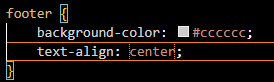 footer {
    background-color: #cccccc;
    text-align: center;
}